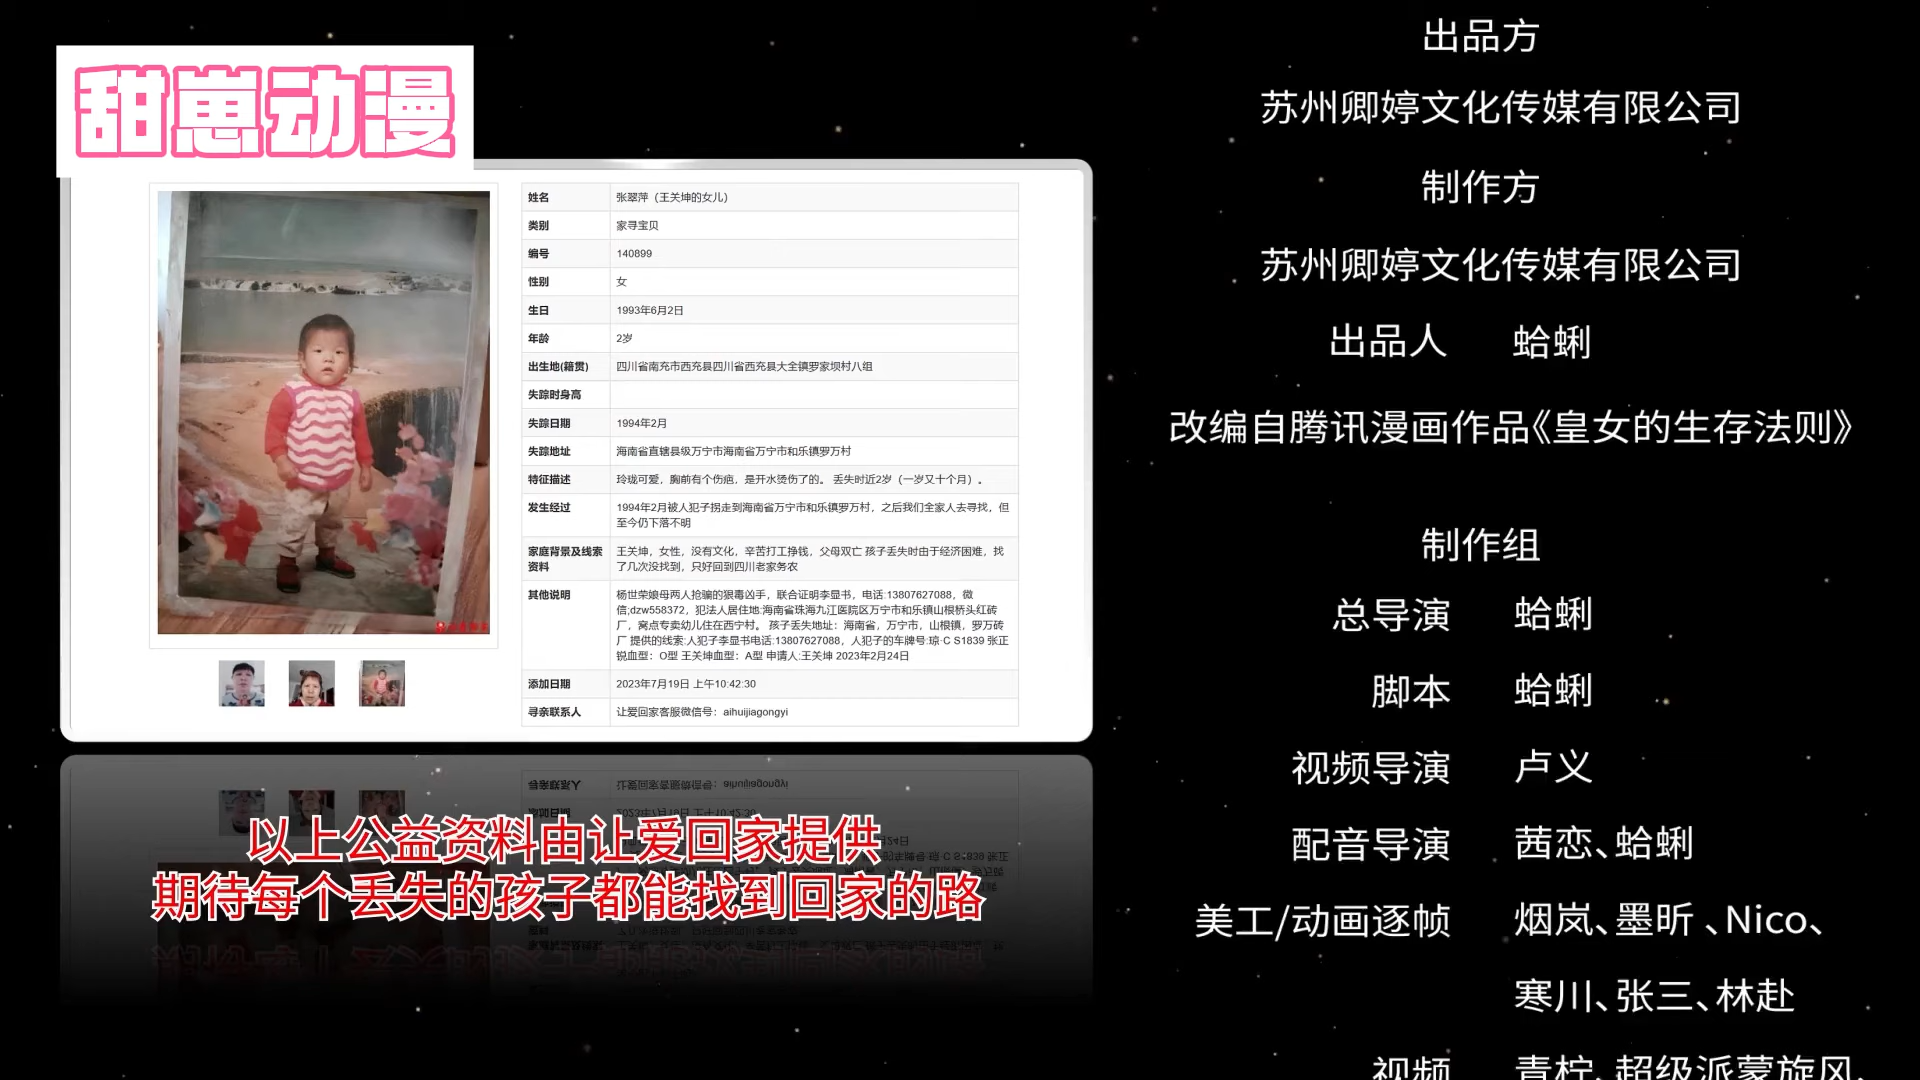 甜崽动漫
姓名 张翠萍（王关坤的女儿）
类别 家寻宝贝
编号 140899
性别 女
生日 1993年6月2日
年龄 2岁
出生地(籍贯) 四川省南充市西充县四川省西充县大全镇罗家坝村八组
失踪时身高
失踪日期 1994年2月
失踪地址 海南省直辖县级万宁市海南省万宁市和乐镇罗万村
特征描述 玲珑可爱，胸前有个伤疤，是开水烫伤了的。 丢失时近2岁（一岁又十个月）。
发生经过 1994年2月被人犯子拐走到海南省万宁市和乐镇罗万村，之后我们全家人去寻找，但
至今仍下落不明
家庭背景及线索 王关坤，女性，没有文化，辛苦打工挣钱，父母双亡 孩子丢失时由于经济困难，找
资料 了几次没找到，只好回到四川老家务农
其他说明 杨世荣娘母两人抢骗的狠毒凶手，联合证明李显书，电话:13807627088，微
信;dzw558372，犯法人居住地:海南省珠海九江医院区万宁市和乐镇山根桥头红砖
厂，窝点专卖幼儿住在西宁村。 孩子丢失地址：海南省，万宁市，山根镇，罗万砖
厂 提供的线索:人犯子李显书电话:13807627088，人犯子的车牌号:琼·C S1839 张正
锐血型：O型 王关坤血型：A型 申请人:王关坤 2023年2月24日
添加日期 2023年7月19日 上午10:42:30
寻亲联系人 让爱回家客服微信号：aihuijiagongyi
以上公益资料由让爱回家提供
期待每个丢失的孩子都能找到回家的路
出品方
苏州卿婷文化传媒有限公司
制作方
苏州卿婷文化传媒有限公司
出品人 蛤蜊
改编自腾讯漫画作品《皇女的生存法则》
制作组
总导演 蛤蜊
脚本 蛤蜊
视频导演 卢义
配音导演 茜恋、蛤蜊
美工/动画逐帧 烟岚、墨昕 、Nico、
寒川、张三、林赴
视频 青柠、超级派蒙旋风、